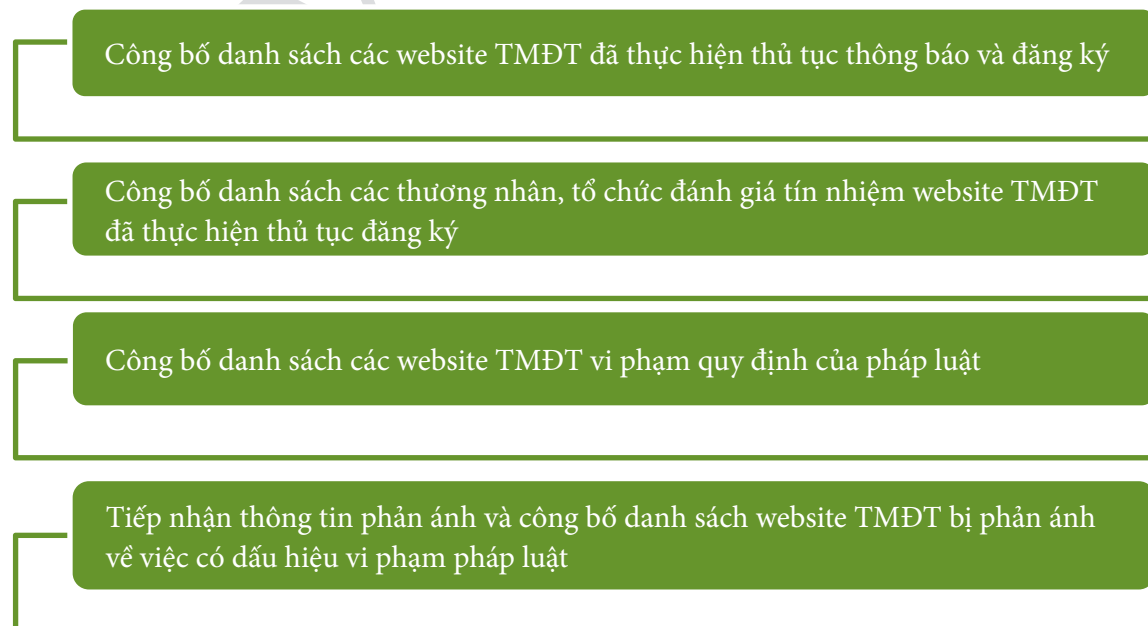 Công bố danh sách các website TMĐT đã thực hiện thủ tục thông báo và đăng ký
Công bố danh sách các thương nhân, tổ chức đánh giá tín nhiệm website TMĐT
đã thực hiện thủ tục đăng ký
Công bố danh sách các website TMĐT vi phạm quy định của pháp luật
Tiếp nhận thông tin phản ánh và công bố danh sách website TMĐT bị phản ánh
về việc có dấu hiệu vi phạm pháp luật